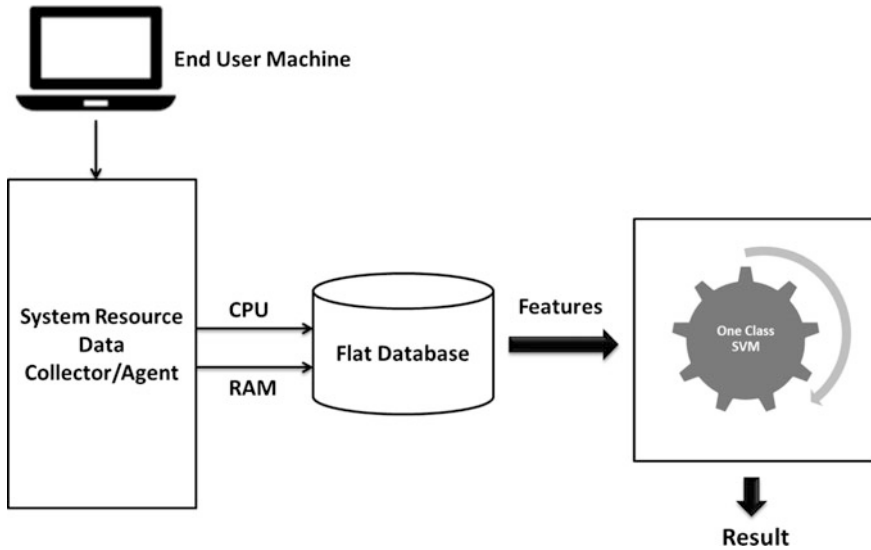 End User Machine
System Resource
Data
Collector/Agent
CPU
RAM
Flat Database
Features
One Class
SVM
Result